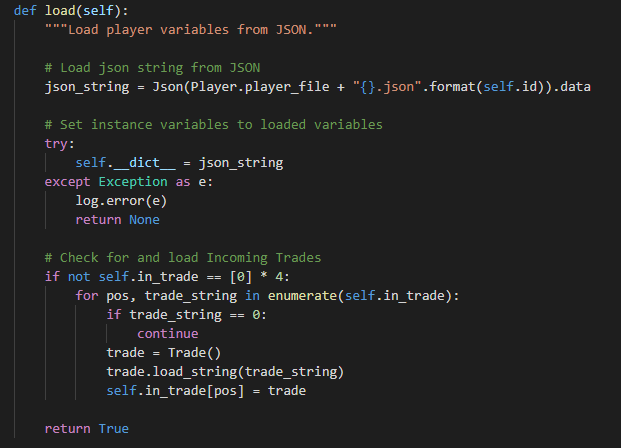 def load(self):
    """Load player variables from JSON."""

    # Load json string from JSON
    json_string = Json(Player.player_file + "{}.json".format(self.id)).data

    # Set instance variables to loaded variables
    try:
        self.__dict__ = json_string
    except Exception as e:
        log.error(e)
        return None

    # Check for and load Incoming Trades
    if not self.in_trade == [0] * 4:
        for pos, trade_string in enumerate(self.in_trade):
            if trade_string == 0:
                continue
            trade = Trade()
            trade.load_string(trade_string)
            self.in_trade[pos] = trade

    return True